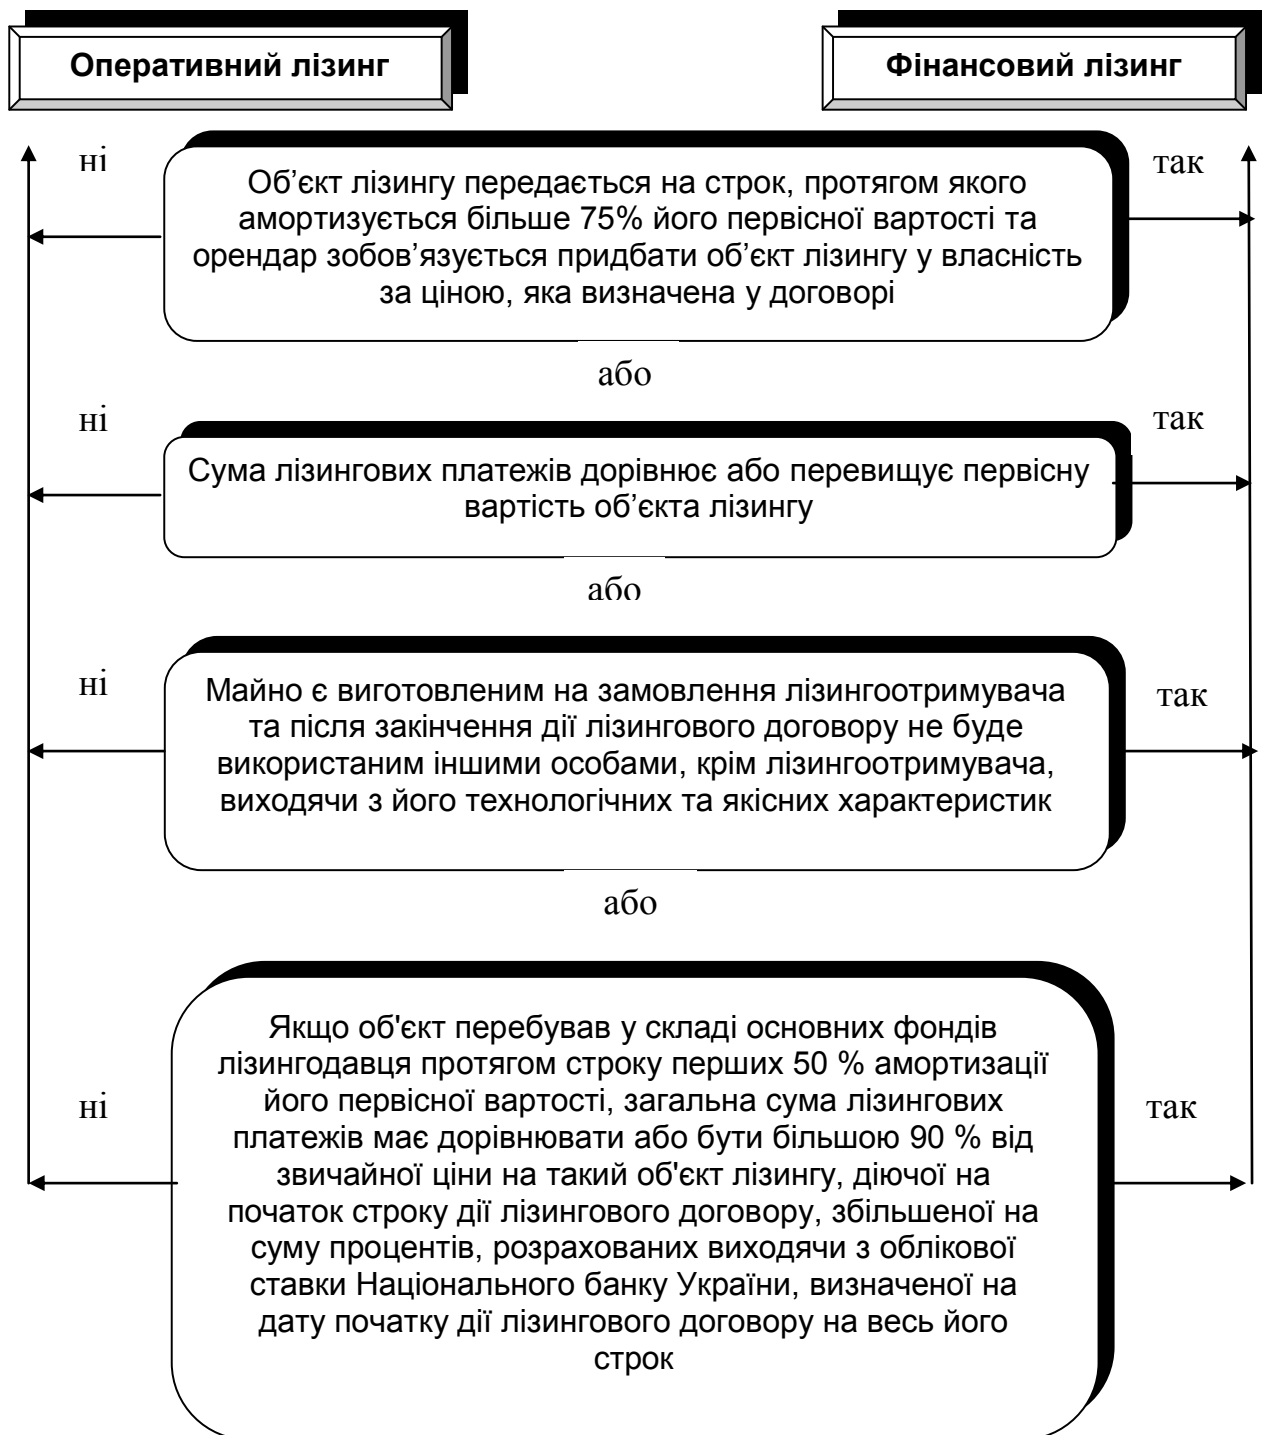 Оперативний лізинг
Фінансовий лізинг
ні
так
Об’єкт лізингу передається на строк, протягом якого
амортизується більше 75% його первісної вартості та
орендар зобов’язується придбати об’єкт лізингу у власність
за ціною, яка визначена у договорі
або
ні
так
Сума лізингових платежів дорівнює або перевищує первісну
вартість об’єкта лізингу
або
ні
так
Майно є виготовленим на замовлення лізингоотримувача
та після закінчення дії лізингового договору не буде
використаним іншими особами, крім лізингоотримувача,
виходячи з його технологічних та якісних характеристик
або
ні
так
Якщо об'єкт перебував у складі основних фондів
лізингодавця протягом строку перших 50 % амортизації
його первісної вартості, загальна сума лізингових
платежів має дорівнювати або бути більшою 90 % від
звичайної ціни на такий об'єкт лізингу, діючої на
початок строку дії лізингового договору, збільшеної на
суму процентів, розрахованих виходячи з облікової
ставки Національного банку України, визначеної на
дату початку дії лізингового договору на весь його
строк